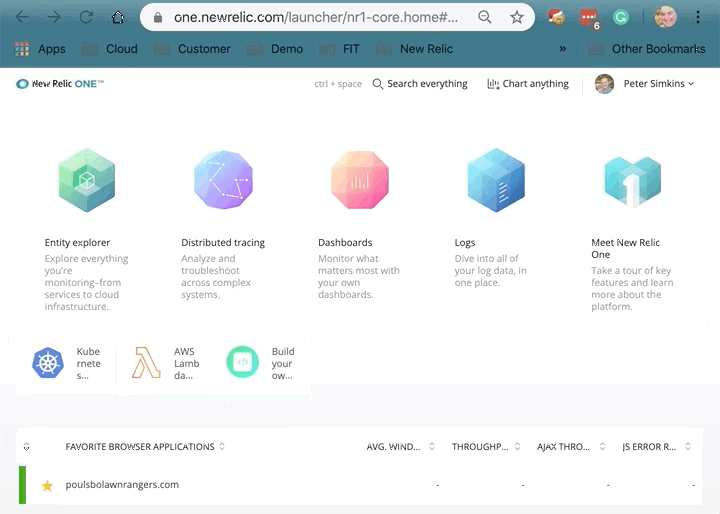 one.newrelic.com/launcher/nr1-core.home#...
6
Apps Cloud Customer Demo FIT New Relic » Other Bookmarks
New Relic ONE™ ctrl + space Search everything Chart anything Peter Simkins
Entity explorer
Explore everything
you're
monitoring–from
services to cloud
infrastructure.
Distributed tracing
Analyze and
troubleshoot
across complex
systems.
Dashboards
Monitor what
matters most with
your own
dashboards.
Logs
Dive into all of
your log data, in
one place.
1
Meet New Relic
One
Take a tour of key
features and learn
more about the
platform.
Kube
rnete
s...
AWS
Lamb
da...
</>
Build
your
ow...
FAVORITE BROWSER APPLICATIONS AVG. WIND... THROUGHP... AJAX THRO... JS ERROR R...
poulsbolawnrangers.com - - - -